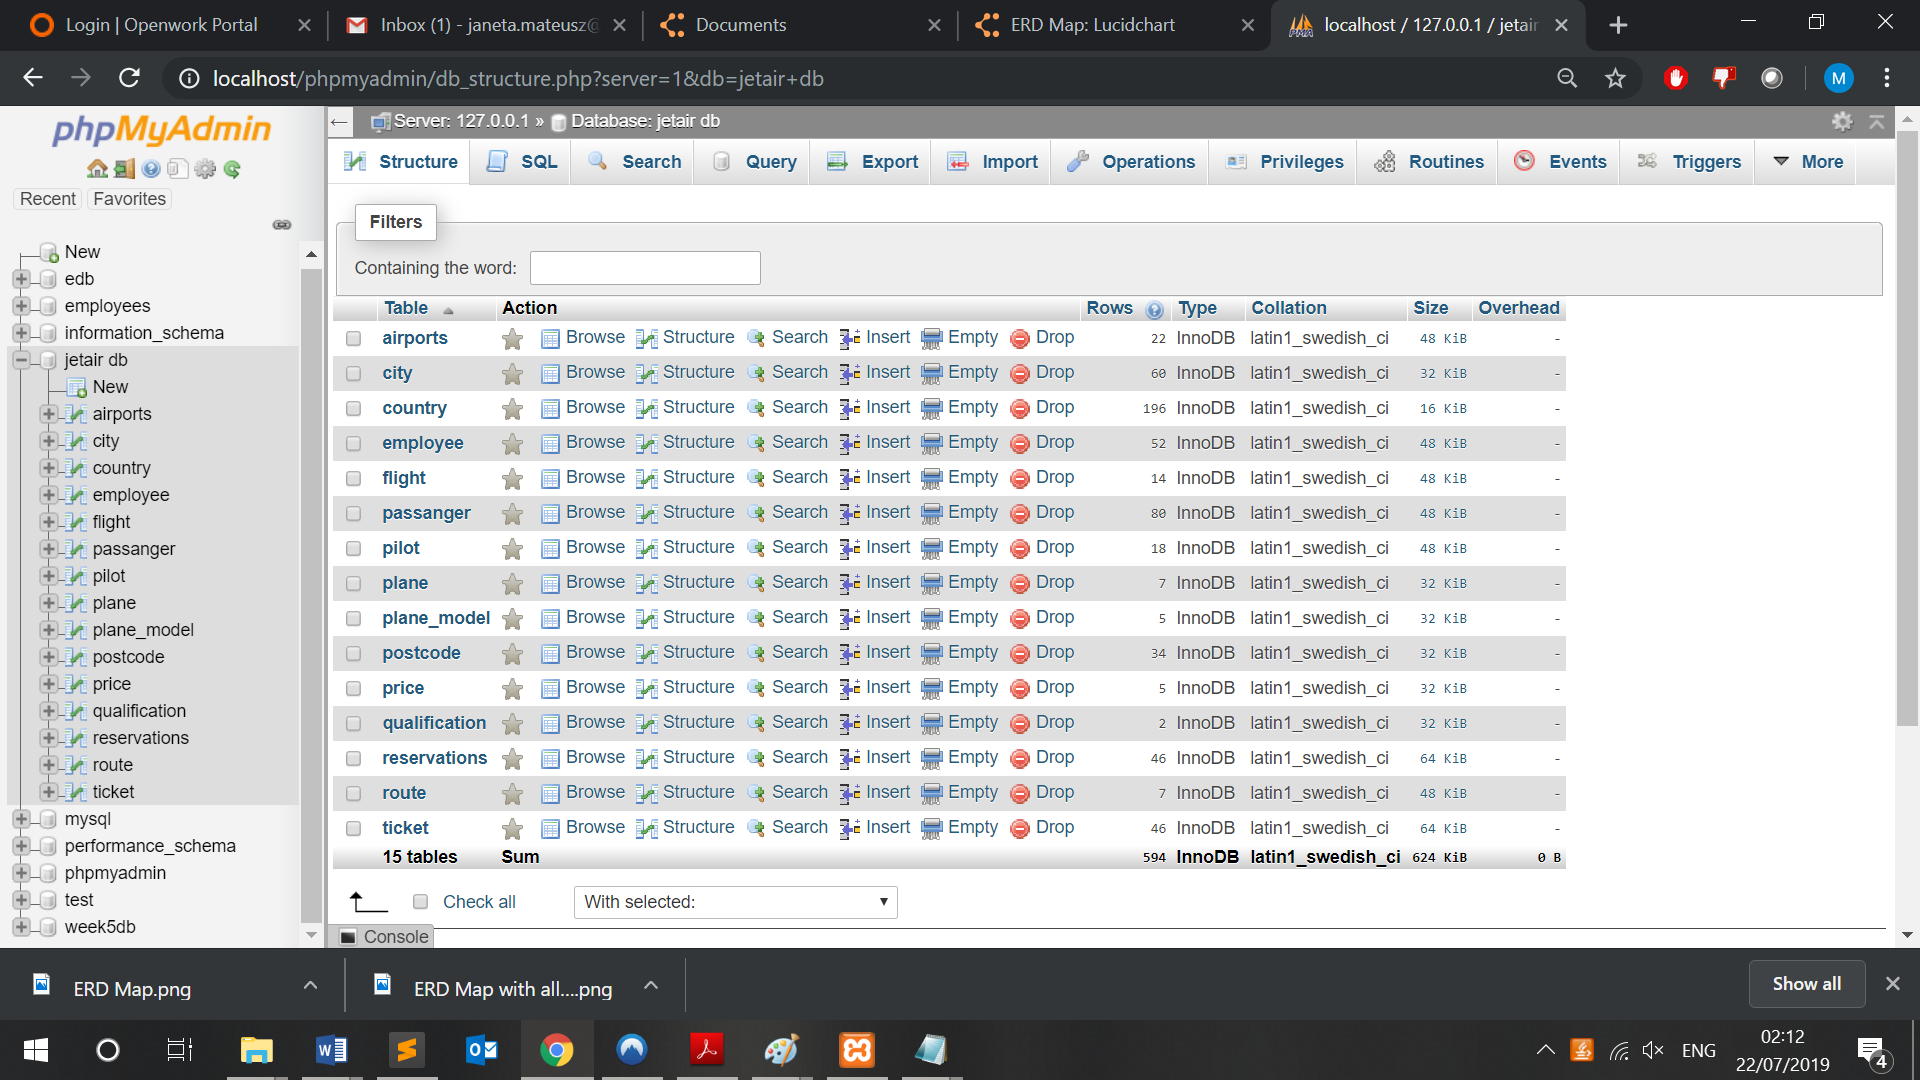 Login | Openwork Portal
Inbox (1) - janeta.mateusz@
Documents
ERD Map: Lucidchart
localhost / 127.0.0.1 / jetair
localhost/phpmyadmin/db_structure.php?server=1&db=jetair+db
M
phpMyAdmin
Recent Favorites
New
edb
employees
information_schema
jetair db
New
airports
city
country
employee
flight
passanger
pilot
plane
plane_model
postcode
price
qualification
reservations
route
ticket
mysql
performance_schema
phpmyadmin
test
week5db
Server: 127.0.0.1 » Database: jetair db
Structure SQL Search Query Export Import Operations Privileges Routines Events Triggers More
Filters
Containing the word:
Table Action Rows Type Collation Size Overhead
airports Browse Structure Search Insert Empty Drop 22 InnoDB latin1_swedish_ci 48 KiB -
city Browse Structure Search Insert Empty Drop 60 InnoDB latin1_swedish_ci 32 KiB -
country Browse Structure Search Insert Empty Drop 196 InnoDB latin1_swedish_ci 16 KiB -
employee Browse Structure Search Insert Empty Drop 52 InnoDB latin1_swedish_ci 48 KiB -
flight Browse Structure Search Insert Empty Drop 14 InnoDB latin1_swedish_ci 48 KiB -
passanger Browse Structure Search Insert Empty Drop 80 InnoDB latin1_swedish_ci 48 KiB -
pilot Browse Structure Search Insert Empty Drop 18 InnoDB latin1_swedish_ci 48 KiB -
plane Browse Structure Search Insert Empty Drop 7 InnoDB latin1_swedish_ci 32 KiB -
plane_model Browse Structure Search Insert Empty Drop 5 InnoDB latin1_swedish_ci 32 KiB -
postcode Browse Structure Search Insert Empty Drop 34 InnoDB latin1_swedish_ci 32 KiB -
price Browse Structure Search Insert Empty Drop 5 InnoDB latin1_swedish_ci 32 KiB -
qualification Browse Structure Search Insert Empty Drop 2 InnoDB latin1_swedish_ci 32 KiB -
reservations Browse Structure Search Insert Empty Drop 46 InnoDB latin1_swedish_ci 64 KiB -
route Browse Structure Search Insert Empty Drop 7 InnoDB latin1_swedish_ci 48 KiB -
ticket Browse Structure Search Insert Empty Drop 46 InnoDB latin1_swedish_ci 64 KiB -
15 tables Sum 594 InnoDB latin1_swedish_ci 624 KiB 0 B
Check all With selected:
Console
ERD Map.png
ERD Map with all....png
Show all
ENG
02:12
22/07/2019
4